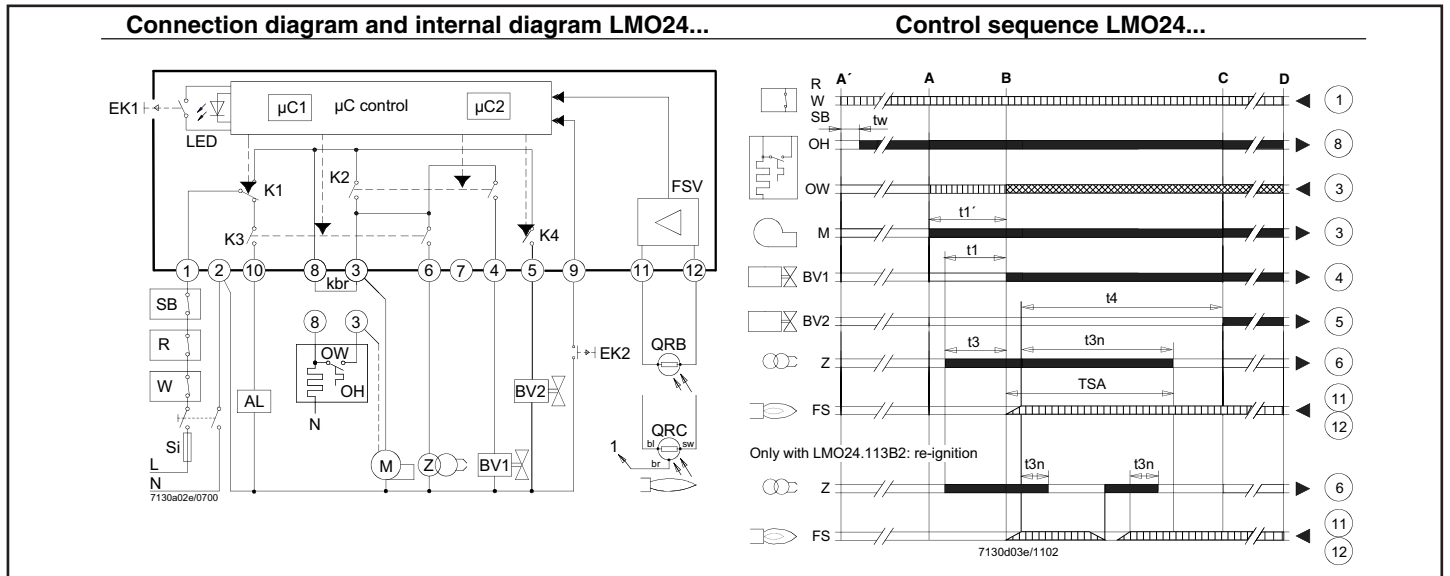 Connection diagram and internal diagram LMO24...
EK1
LED
µC1
µC control
µC2
K1
K2
FSV
K3
K4
1
2
10
8
3
6
7
4
5
9
11
12
kbr
SB
R
W
Si
L
N
7130a02e/0700
AL
8
3
OW
OH
N
M
Z
BV1
BV2
EK2
QRB
QRC
bl
sw
br
1
Control sequence LMO24...
A´ A B C D
R
W
SB
1
tw
OH
8
OW
3
t1´
M
3
t1
BV1
4
t4
BV2
5
t3
t3n
Z
6
TSA
FS
11
12
Only with LMO24.113B2: re-ignition
t3n
t3n
Z
6
FS
11
12
7130d03e/1102